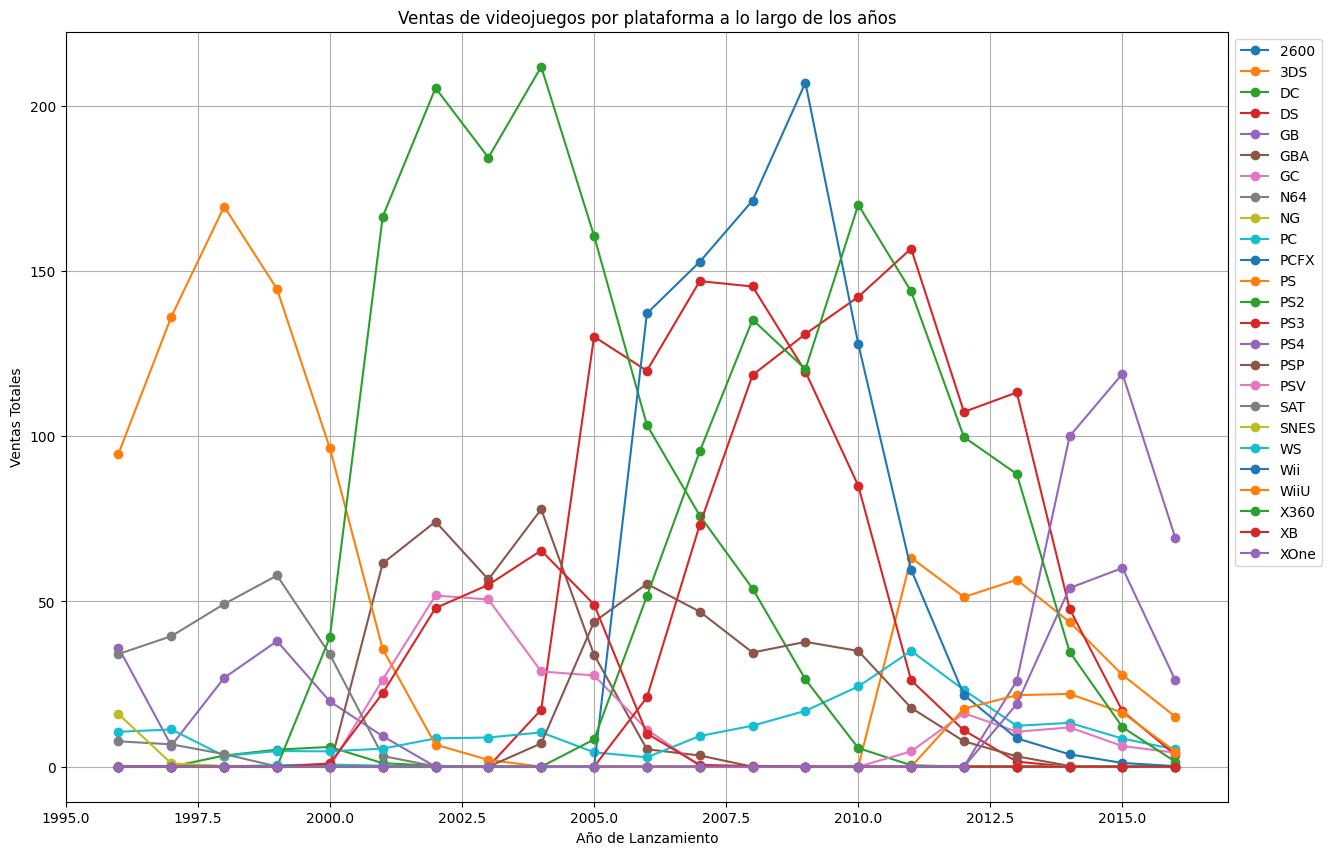 Ventas de videojuegos por plataforma a lo largo de los años
Ventas Totales
200
150
100
50
0
1995.0 1997.5 2000.0 2002.5 2005.0 2007.5 2010.0 2012.5 2015.0
Año de Lanzamiento
2600
3DS
DC
DS
GB
GBA
GC
N64
NG
PC
PCFX
PS
PS2
PS3
PS4
PSP
PSV
SAT
SNES
WS
Wii
WiiU
X360
XB
XOne